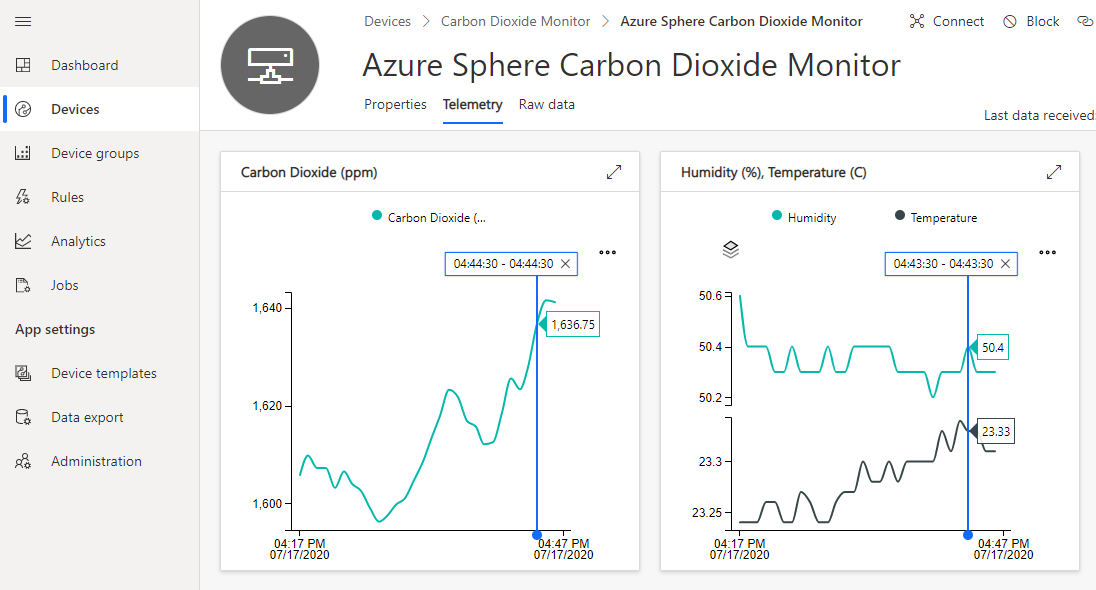 Devices > Carbon Dioxide Monitor > Azure Sphere Carbon Dioxide Monitor
Connect
Block
Azure Sphere Carbon Dioxide Monitor
Properties
Telemetry
Raw data
Last data received:
Dashboard
Devices
Device groups
Rules
Analytics
Jobs
App settings
Device templates
Data export
Administration
Carbon Dioxide (ppm)
Carbon Dioxide (...
04:44:30 - 04:44:30
1,640
1,636.75
1,620
1,600
04:17 PM
07/17/2020
04:47 PM
07/17/2020
Humidity (%), Temperature (C)
Humidity
Temperature
04:43:30 - 04:43:30
50.6
50.4
50.4
50.2
23.33
23.3
23.25
04:17 PM
07/17/2020
04:47 PM
07/17/2020